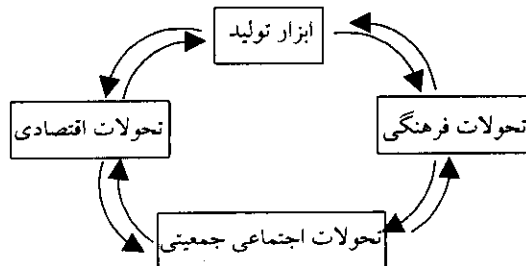 ابزار تولید
تحولات فرهنگی
تحولات اقتصادی
تحولات اجتماعی جمعیتی